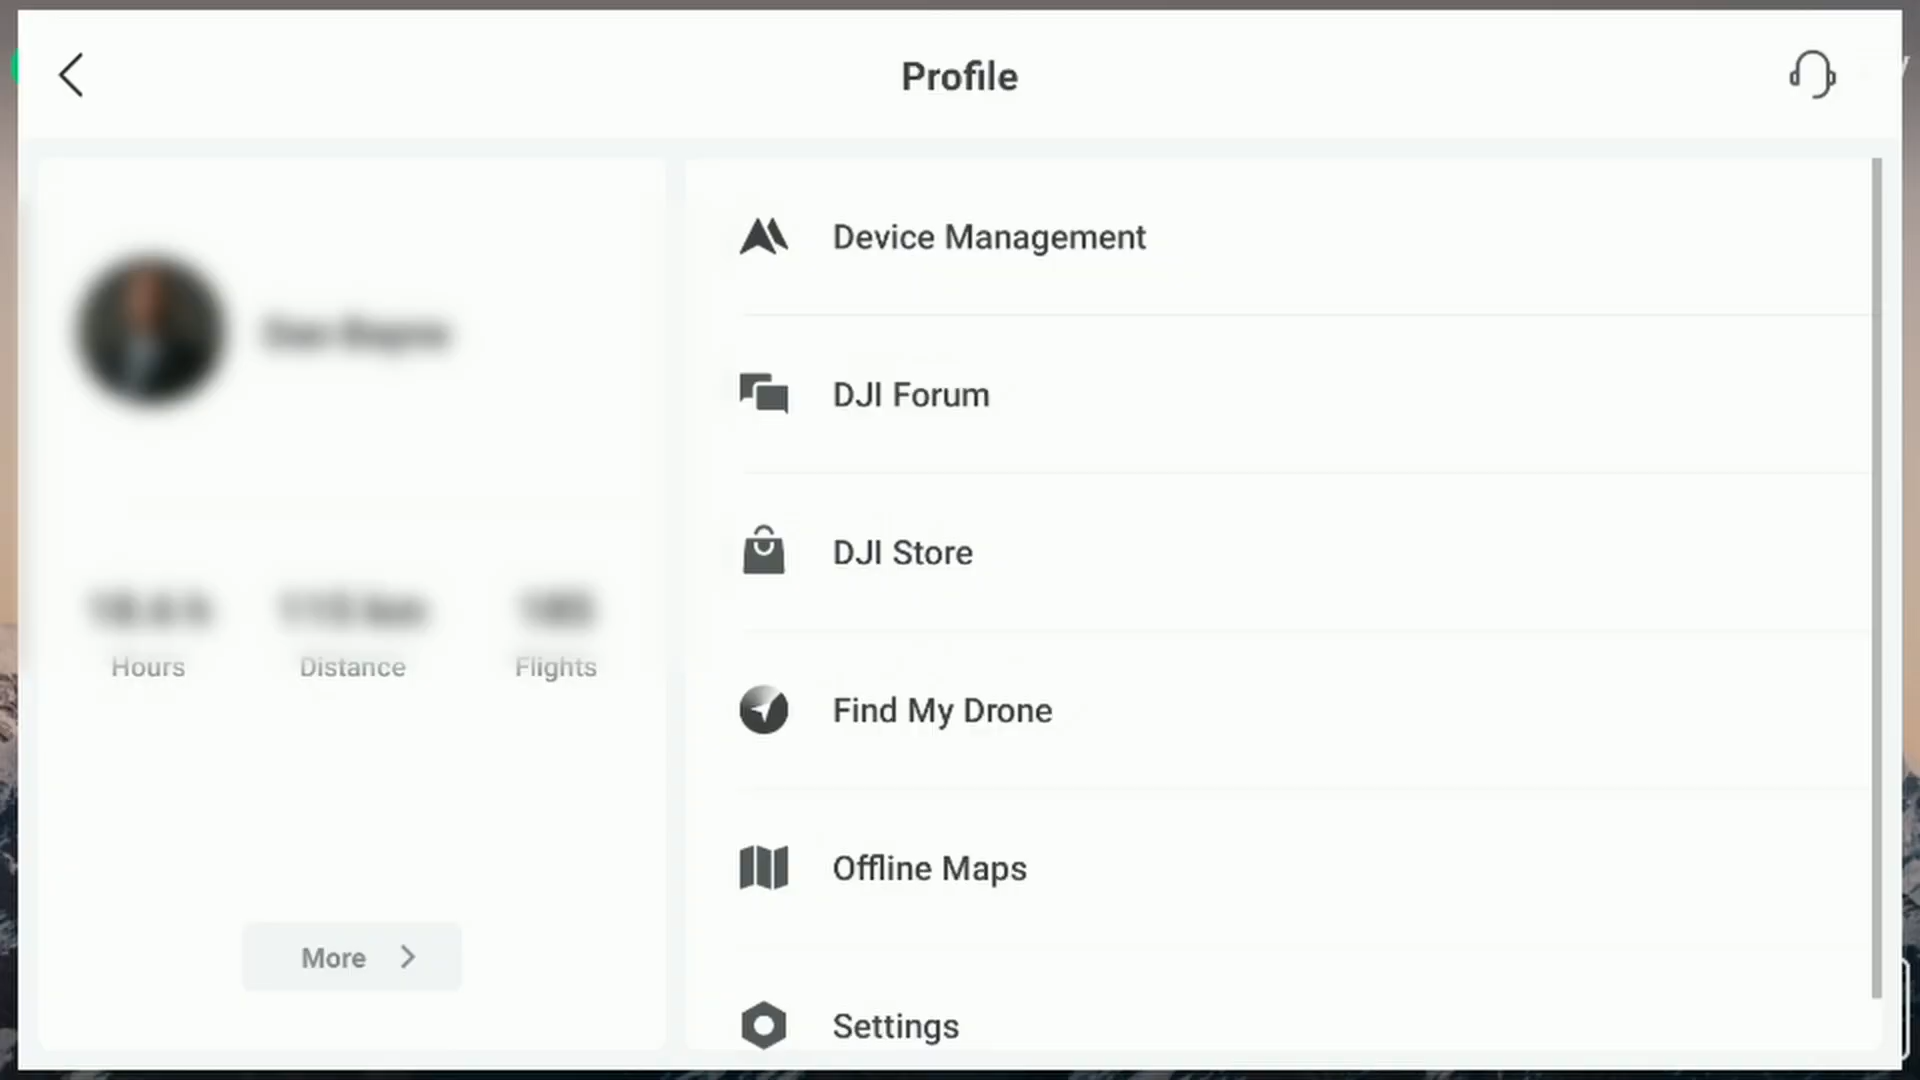 Profile
Device Management
DJI Forum
DJI Store
Find My Drone
Offline Maps
Settings
Hours
Distance
Flights
More